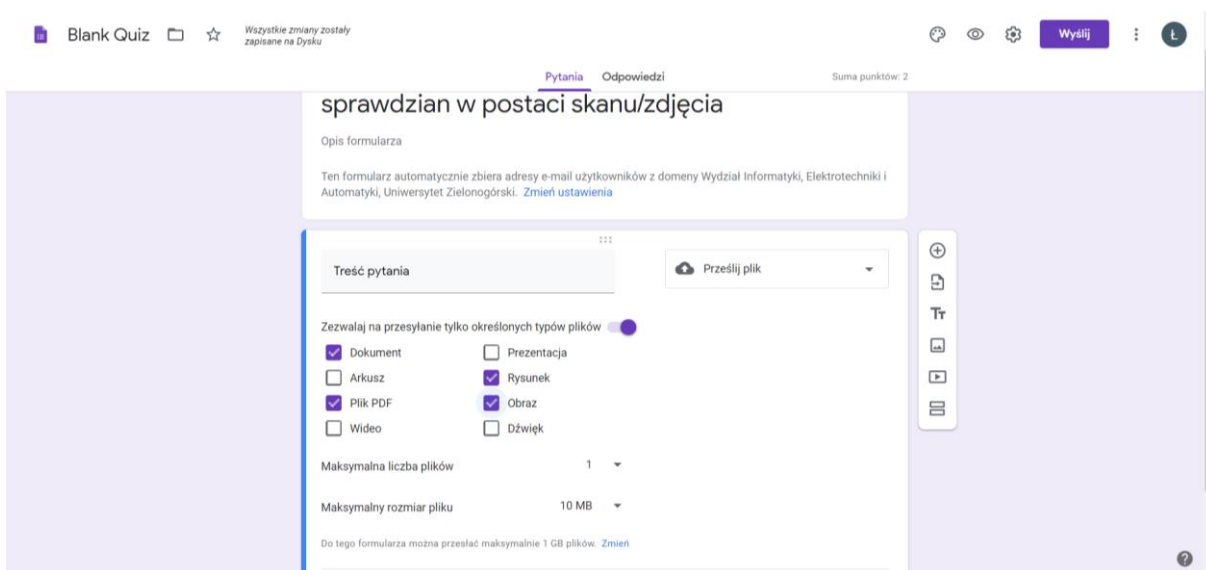 Blank Quiz
Wszystkie zmiany zostały
zapisane na Dysku
Wyślij
Ł
Pytania Odpowiedzi
Suma punktów: 2
sprawdzian w postaci skanu/zdjęcia
Opis formularza
Ten formularz automatycznie zbiera adresy e-mail użytkowników z domeny Wydział Informatyki, Elektrotechniki i
Automatyki, Uniwersytet Zielonogórski. Zmień ustawienia
Treść pytania
Prześlij plik
Tт
Zezwalaj na przesyłanie tylko określonych typów plików
Dokument Prezentacja
Arkusz Rysunek
Plik PDF Obraz
Wideo Dźwięk
Maksymalna liczba plików 1
Maksymalny rozmiar pliku 10 MB
Do tego formularza można przesłać maksymalnie 1 GB plików. Zmień